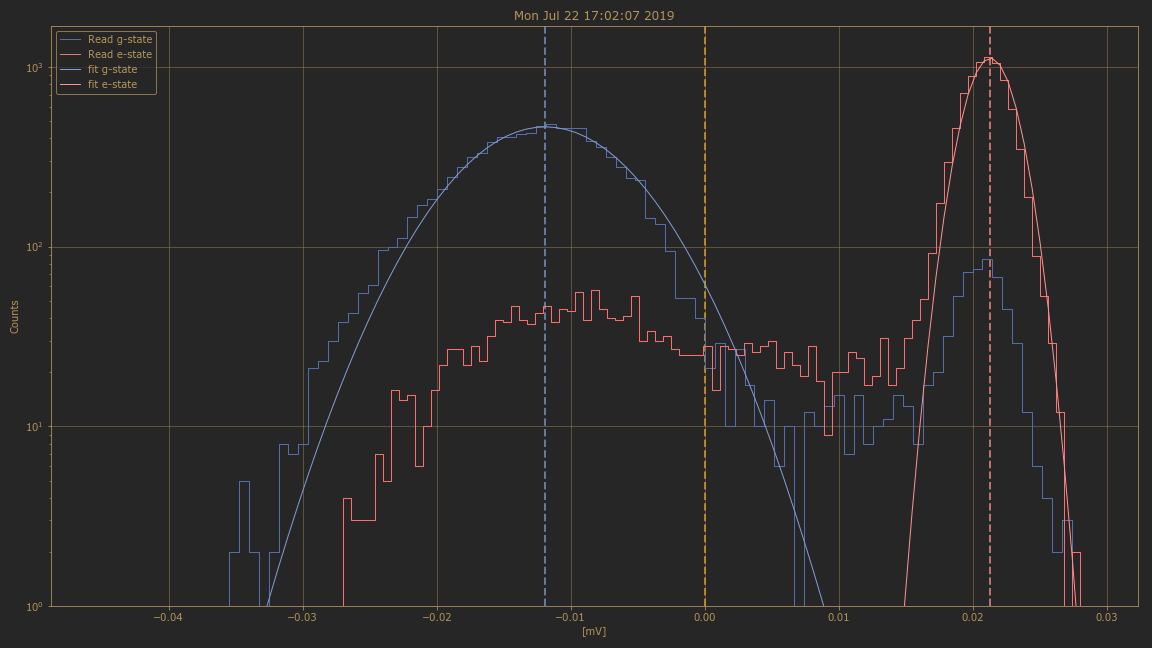 Mon Jul 22 17:02:07 2019
Read g-state
Read e-state
fit g-state
fit e-state
10³
10²
10¹
10⁰
Counts
−0.04 −0.03 −0.02 −0.01 0.00 0.01 0.02 0.03
[mV]